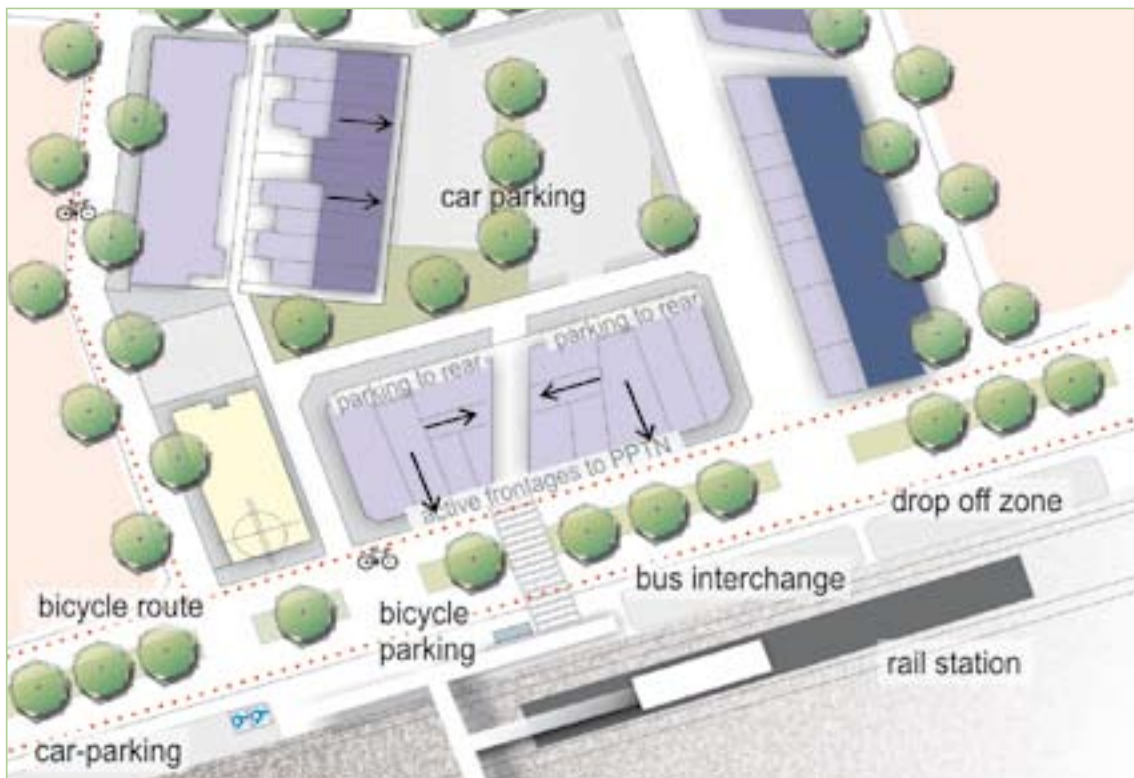 car parking
parking to rear
parking to rear
active frontages to PPTN
drop off zone
bus interchange
bicycle route
bicycle
parking
rail station
car-parking